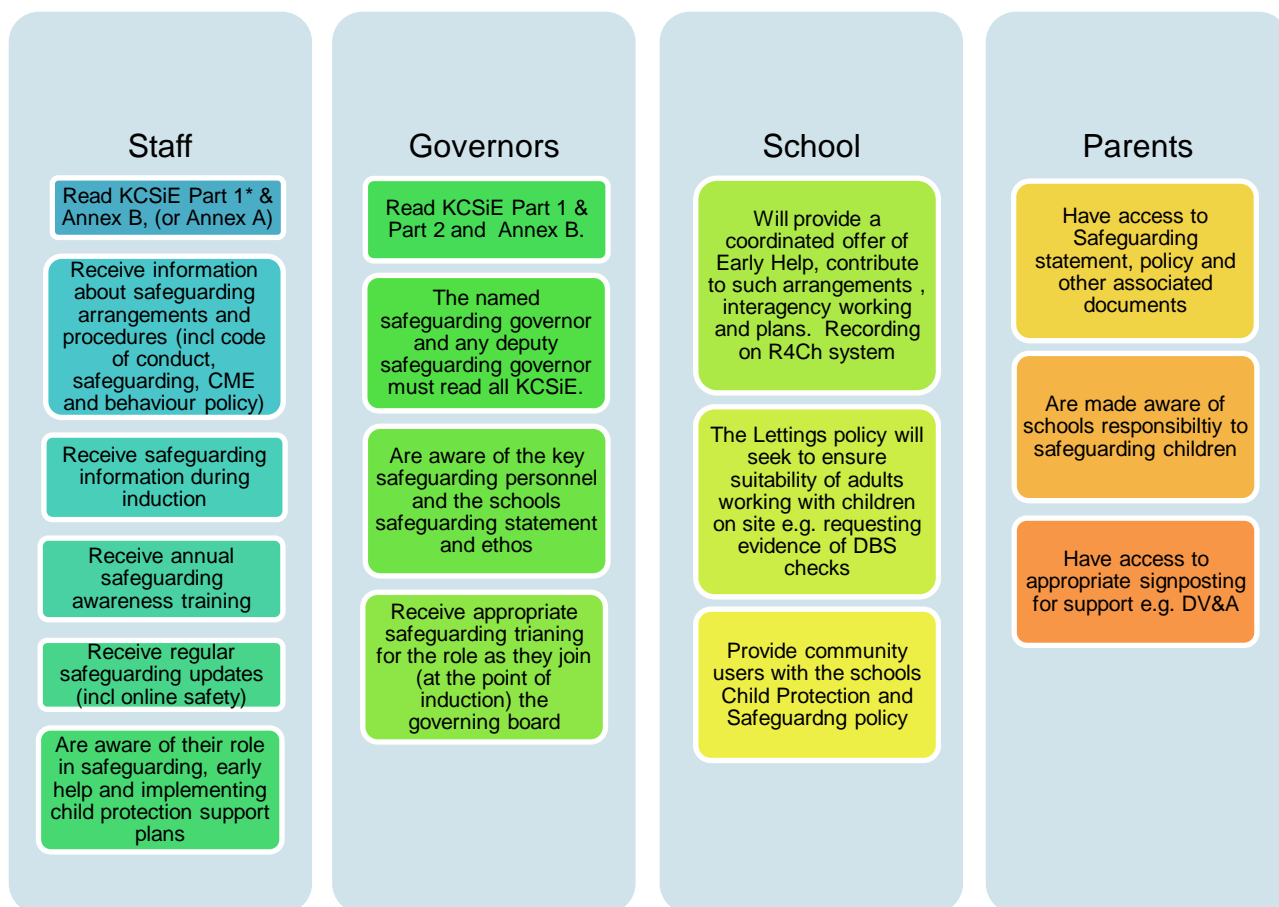 Staff
Read KCSiE Part 1* &
Annex B, (or Annex A)
Receive information
about safeguarding
arrangements and
procedures (incl code
of conduct,
safeguarding, CME
and behaviour policy)
Receive safeguarding
information during
induction
Receive annual
safeguarding
awareness training
Receive regular
safeguarding updates
(incl online safety)
Are aware of their role
in safeguarding, early
help and implementing
child protection support
plans
Governors
Read KCSiE Part 1 &
Part 2 and Annex B.
The named
safeguarding governor
and any deputy
safeguarding governor
must read all KCSiE.
Are aware of the key
safeguarding personnel
and the schools
safeguarding statement
and ethos
Receive appropriate
safeguarding trianing
for the role as they join
(at the point of
induction) the
governing board
School
Will provide a
coordinated offer of
Early Help, contribute
to such arrangements ,
interagency working
and plans. Recording
on R4Ch system
The Lettings policy will
seek to ensure
suitability of adults
working with children
on site e.g. requesting
evidence of DBS
checks
Provide community
users with the schools
Child Protection and
Safeguardng policy
Parents
Have access to
Safeguarding
statement, policy and
other associated
documents
Are made aware of
schools responsibiltiy to
safeguarding children
Have access to
appropriate signposting
for support e.g. DV&A